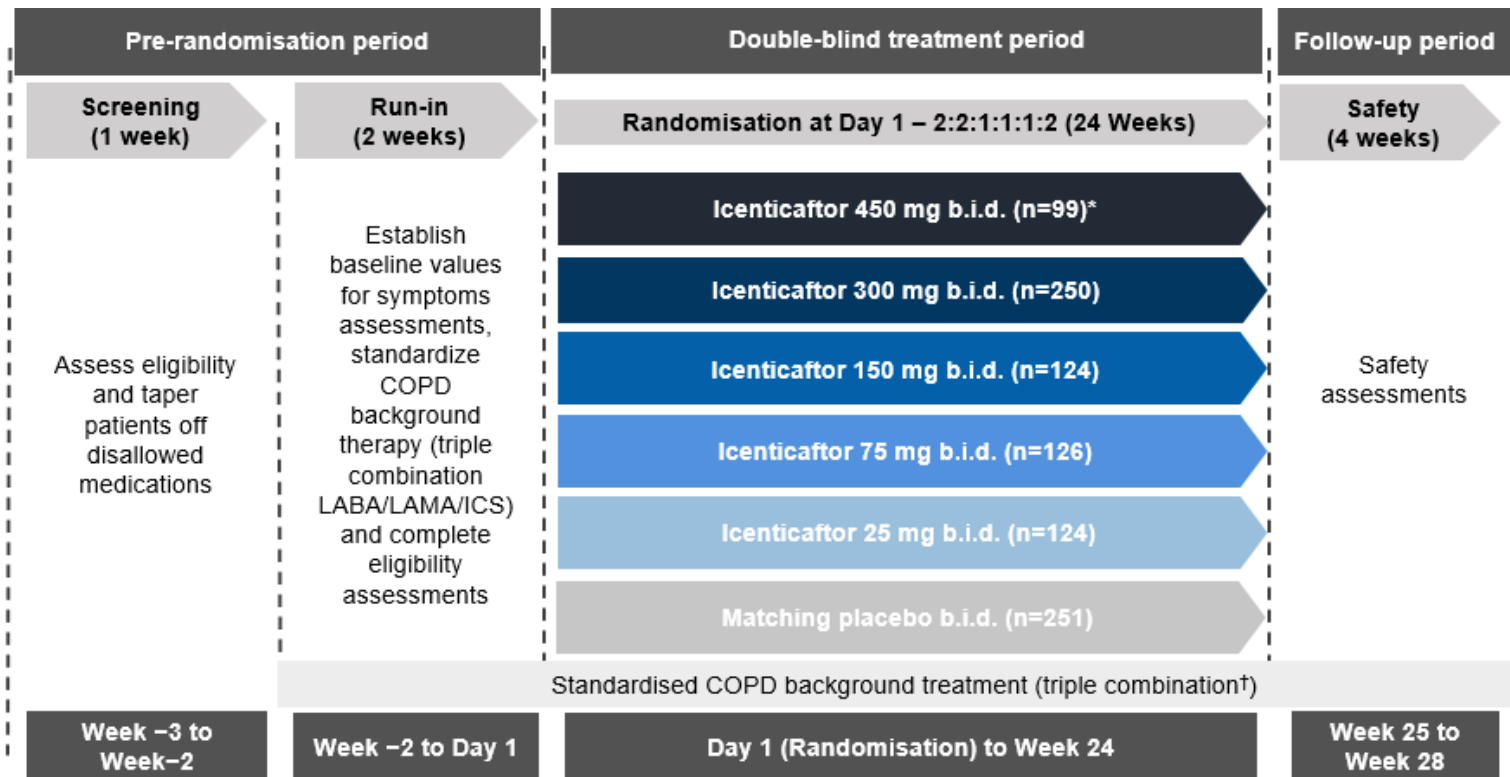 Pre-randomisation period
Double-blind treatment period
Follow-up period
Screening
(1 week)
Run-in
(2 weeks)
Randomisation at Day 1 – 2:2:1:1:1:2 (24 Weeks)
Safety
(4 weeks)
Assess eligibility
and taper
patients off
disallowed
medications
Establish
baseline values
for symptoms
assessments,
standardize
COPD
background
therapy (triple
combination
LABA/LAMA/ICS)
and complete
eligibility
assessments
Icenticaftor 450 mg b.i.d. (n=99)*
Icenticaftor 300 mg b.i.d. (n=250)
Icenticaftor 150 mg b.i.d. (n=124)
Icenticaftor 75 mg b.i.d. (n=126)
Icenticaftor 25 mg b.i.d. (n=124)
Matching placebo b.i.d. (n=251)
Safety
assessments
Standardised COPD background treatment (triple combination†)
Week −3 to
Week−2
Week −2 to Day 1
Day 1 (Randomisation) to Week 24
Week 25 to
Week 28